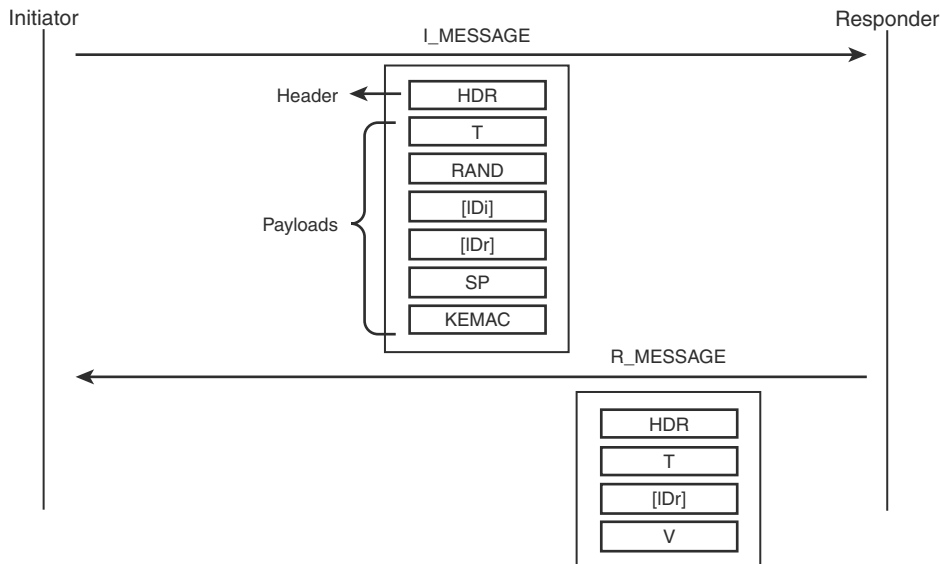 Initiator
Responder
I_MESSAGE
Header
HDR
T
RAND
[IDi]
Payloads
[IDr]
SP
KEMAC
R_MESSAGE
HDR
T
[IDr]
V